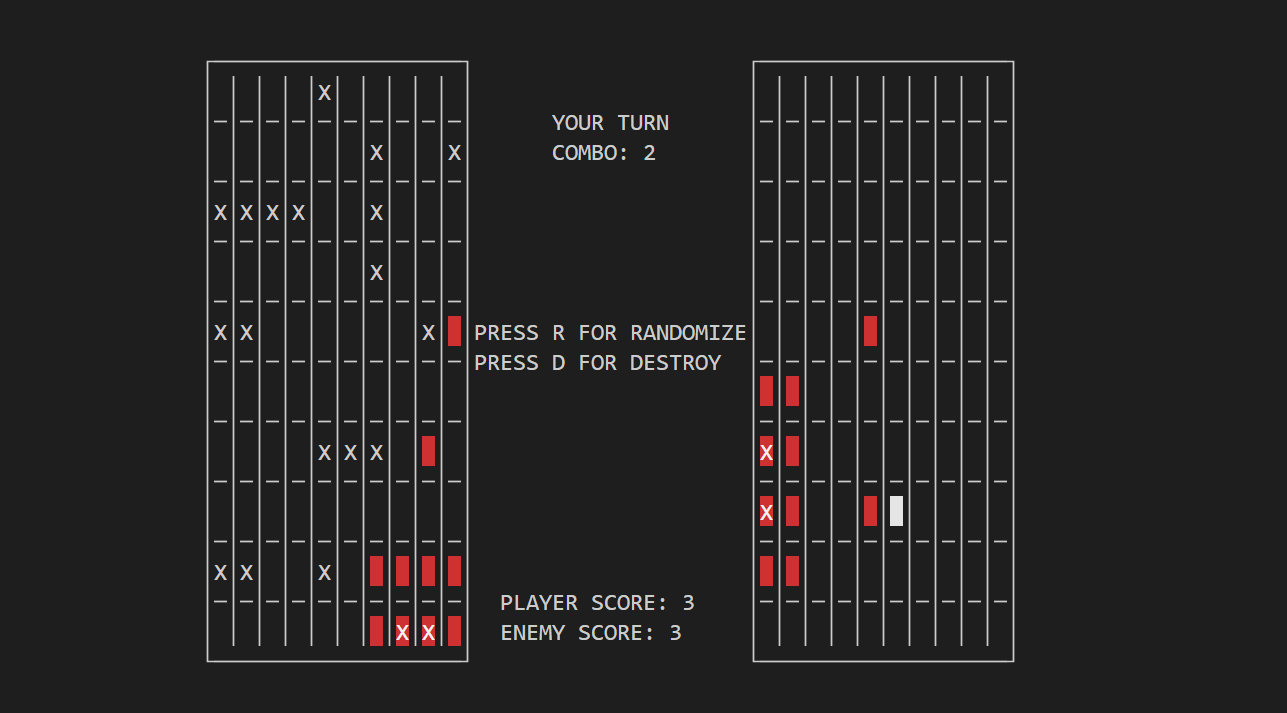 X
YOUR TURN
X X
COMBO: 2
X X X X X
X
X X X
PRESS R FOR RANDOMIZE
PRESS D FOR DESTROY
X X X
X
X
X X X
PLAYER SCORE: 3
X X
ENEMY SCORE: 3